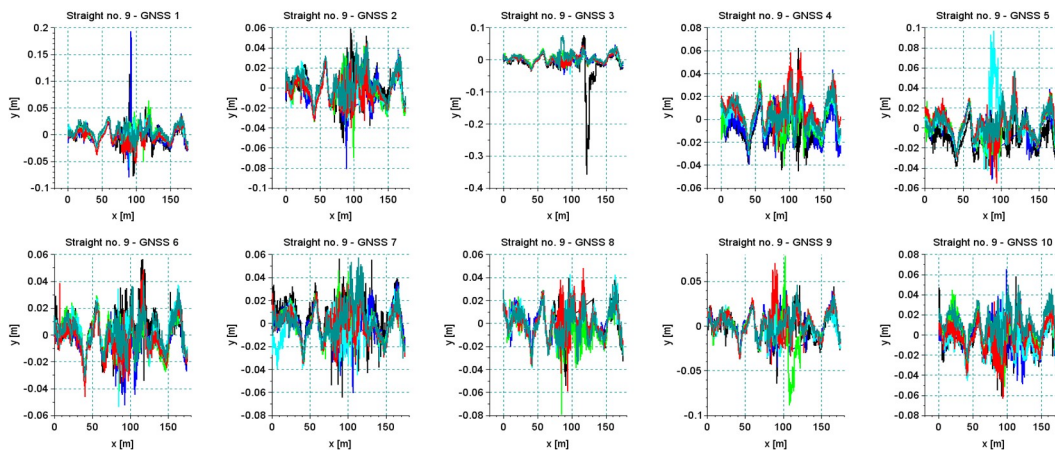 Straight no. 9 - GNSS 1
Straight no. 9 - GNSS 2
Straight no. 9 - GNSS 3
Straight no. 9 - GNSS 4
Straight no. 9 - GNSS 5
y [m]
0.2
0.15
0.1
0.05
0
-0.05
-0.1
0 50 100 150
x [m]
y [m]
0.06
0.04
0.02
0
-0.02
-0.04
-0.06
-0.08
-0.1
0 50 100 150
x [m]
y [m]
0.1
0
-0.1
-0.2
-0.3
-0.4
0 50 100 150
x [m]
y [m]
0.08
0.06
0.04
0.02
0
-0.02
-0.04
-0.06
0 50 100 150
x [m]
y [m]
0.1
0.08
0.06
0.04
0.02
0
-0.02
-0.04
-0.06
0 50 100 150
x [m]
Straight no. 9 - GNSS 6
Straight no. 9 - GNSS 7
Straight no. 9 - GNSS 8
Straight no. 9 - GNSS 9
Straight no. 9 - GNSS 10
y [m]
0.06
0.04
0.02
0
-0.02
-0.04
-0.06
0 50 100 150
x [m]
y [m]
0.06
0.04
0.02
0
-0.02
-0.04
-0.06
-0.08
0 50 100 150
x [m]
y [m]
0.06
0.04
0.02
0
-0.02
-0.04
-0.06
-0.08
0 50 100 150
x [m]
y [m]
0.05
0
-0.05
-0.1
0 50 100 150
x [m]
y [m]
0.08
0.06
0.04
0.02
0
-0.02
-0.04
-0.06
-0.08
0 50 100 150
x [m]